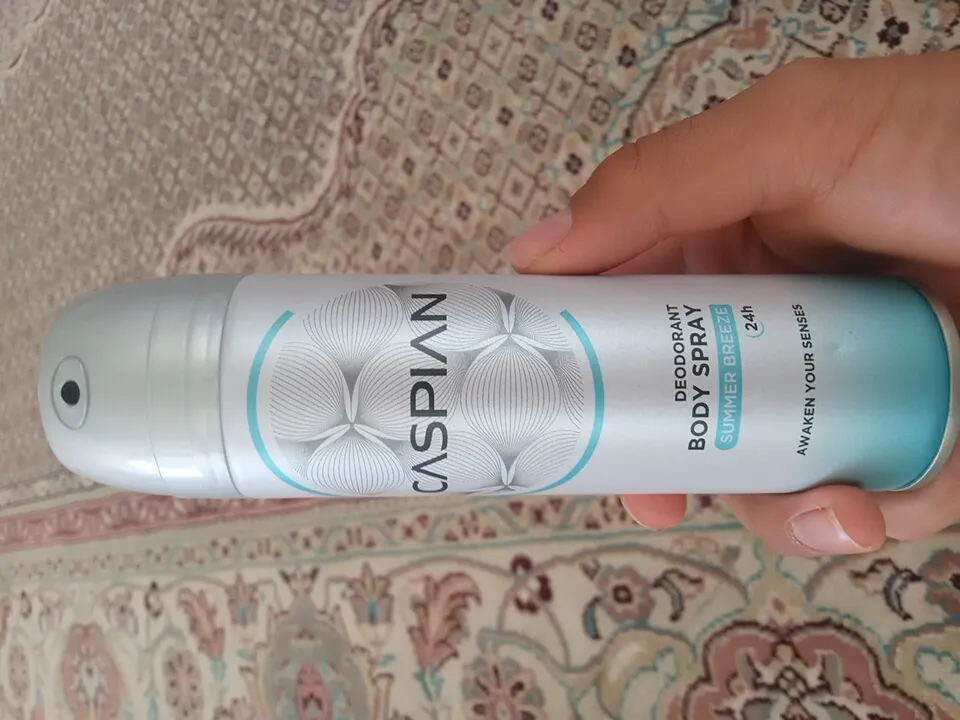 CASPIAN
DEODORANT
BODY SPRAY
SUMMER BREEZE
24h
AWAKEN YOUR SENSES